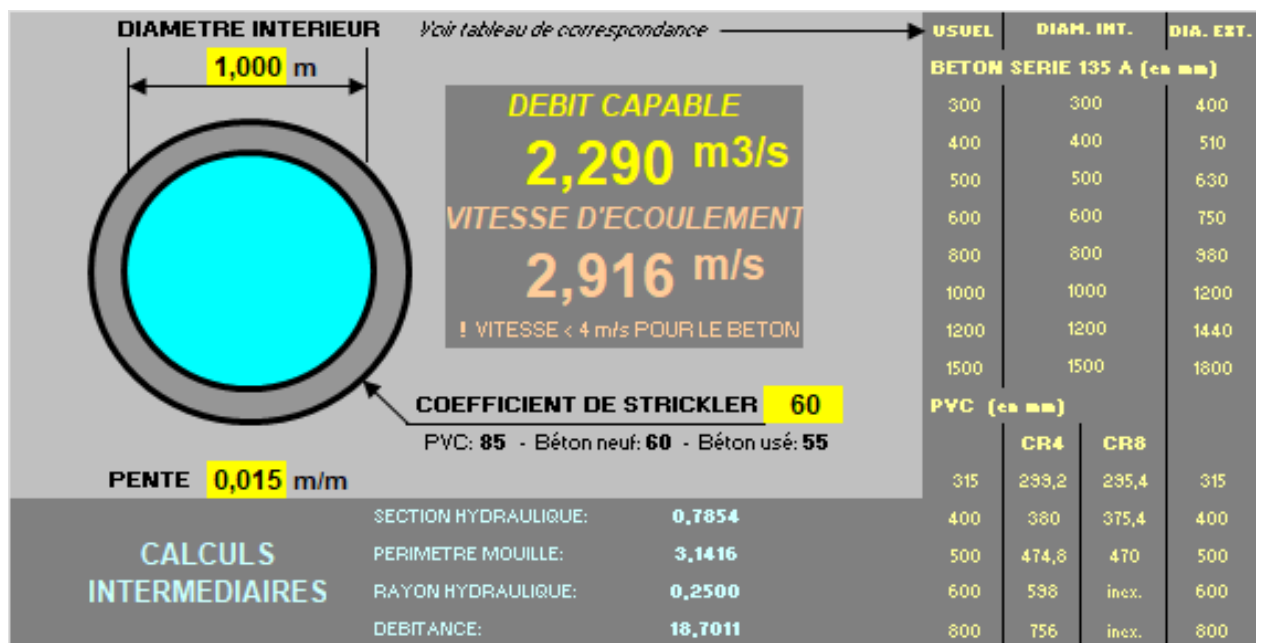 DIAMETRE INTERIEUR Voir tableau de correspondance
1,000 m
DEBIT CAPABLE
2,290 m3/s
VITESSE D'ECOULEMENT
2,916 m/s
! VITESSE < 4 m/s POUR LE BETON
COEFFICIENT DE STRICKLER 60
PVC: 85 - Béton neuf: 60 - Béton usé: 55
PENTE 0,015 m/m
CALCULS
INTERMEDIAIRES
SECTION HYDRAULIQUE: 0,7854
PERIMETRE MOUILLE: 3,1416
RAYON HYDRAULIQUE: 0,2500
DEBITANCE: 18,7011
USUEL DIAM. INT. DIA. EXT.
BETON SERIE 135 A (en mm)
300 300 400
400 400 510
500 500 630
600 600 750
800 800 980
1000 1000 1200
1200 1200 1440
1500 1500 1800
PVC (en mm)
CR4 CR8
315 299,2 295,4 315
400 380 375,4 400
500 474,8 470 500
600 598 inex. 600
800 756 inex. 800